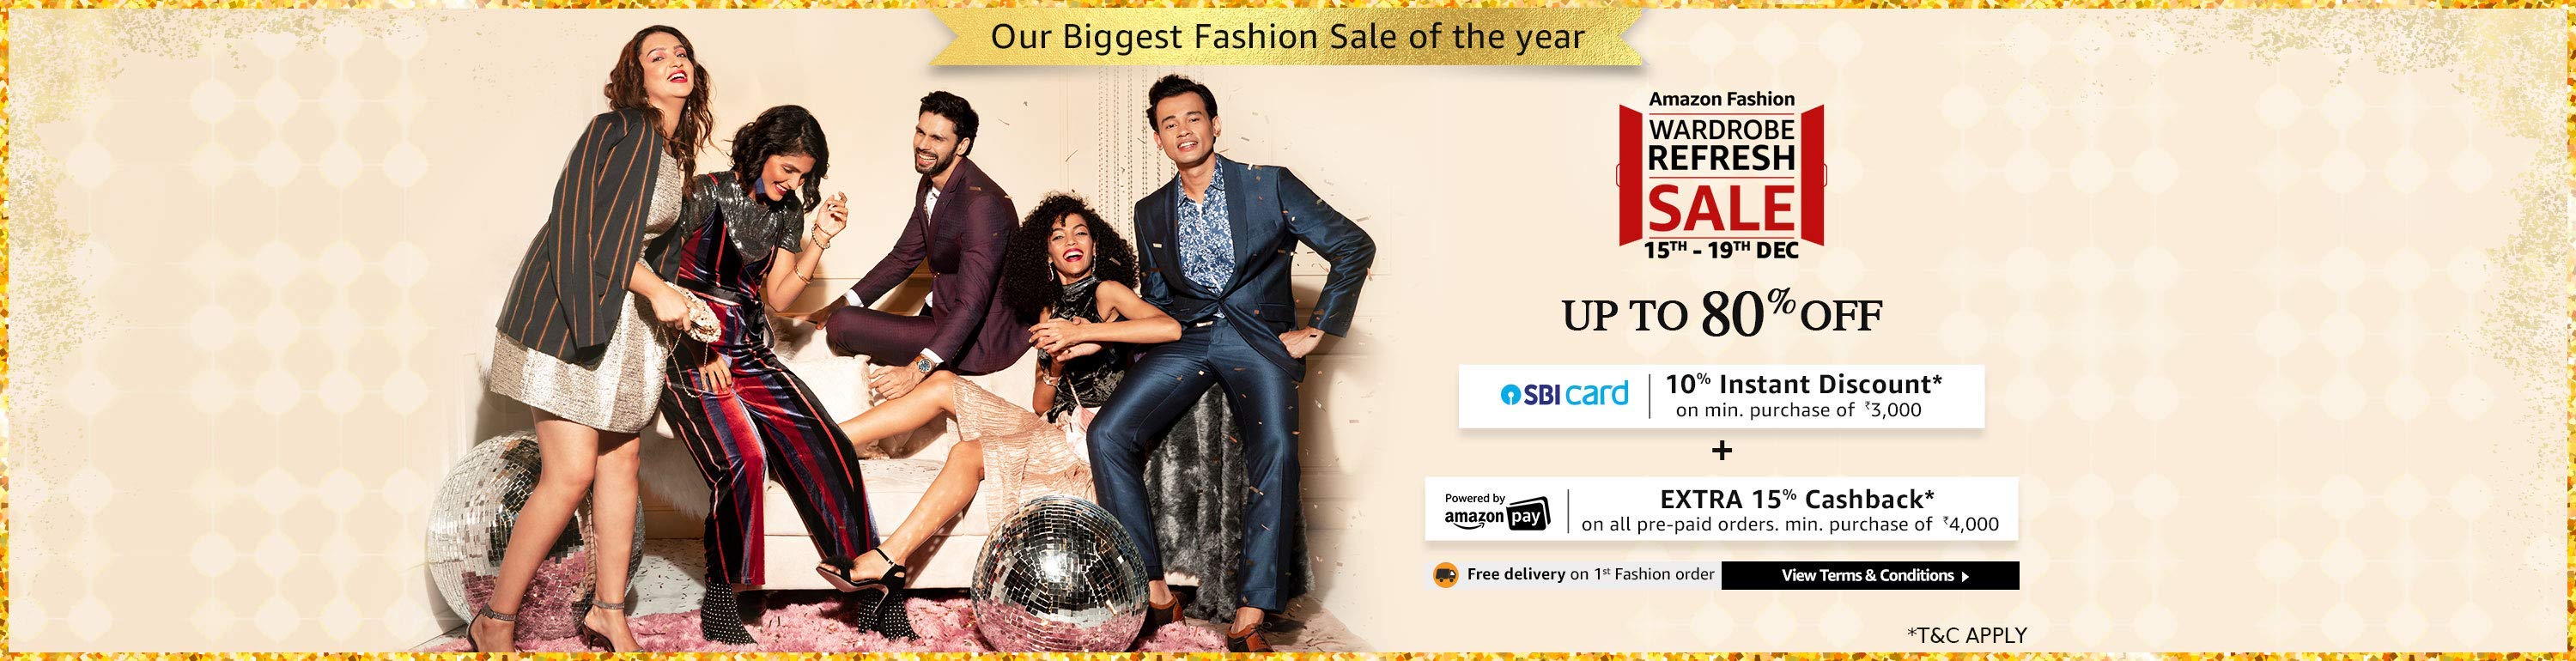 Our Biggest Fashion Sale of the year
Amazon Fashion
WARDROBE
REFRESH
SALE
15TH - 19TH DEC
UP TO 80% OFF
SBI card
10% Instant Discount*
on min. purchase of ₹3,000
+
Powered by
amazon pay
EXTRA 15% Cashback*
on all pre-paid orders. min. purchase of ₹4,000
Free delivery on 1st Fashion order
View Terms & Conditions
*T&C APPLY